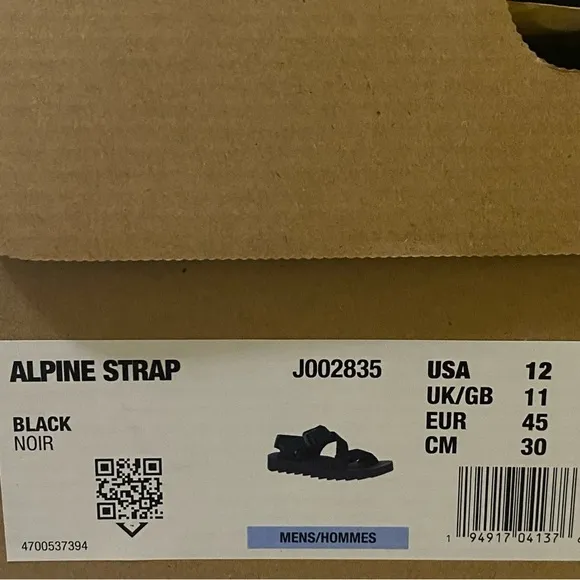 ALPINE STRAP J002835 USA 12
UK/GB 11
BLACK EUR 45
NOIR CM 30
4700537394 MENS/HOMMES 1 94917 04137